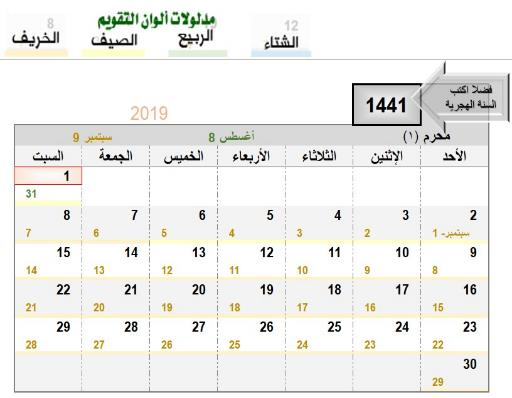 مدلولات ألوان التقويم
12
8
الشتاء الربيع الصيف الخريف
فضلا اكتب
السنة الهجرية
1441
2019
محرم (١) أغسطس 8 سبتمبر 9
الأحد الإثنين الثلاثاء الأربعاء الخميس الجمعة السبت
1
31
2 3 4 5 6 7 8
سبتمبر- 1 2 3 4 5 6 7
9 10 11 12 13 14 15
8 9 10 11 12 13 14
16 17 18 19 20 21 22
15 16 17 18 19 20 21
23 24 25 26 27 28 29
22 23 24 25 26 27 28
30
29